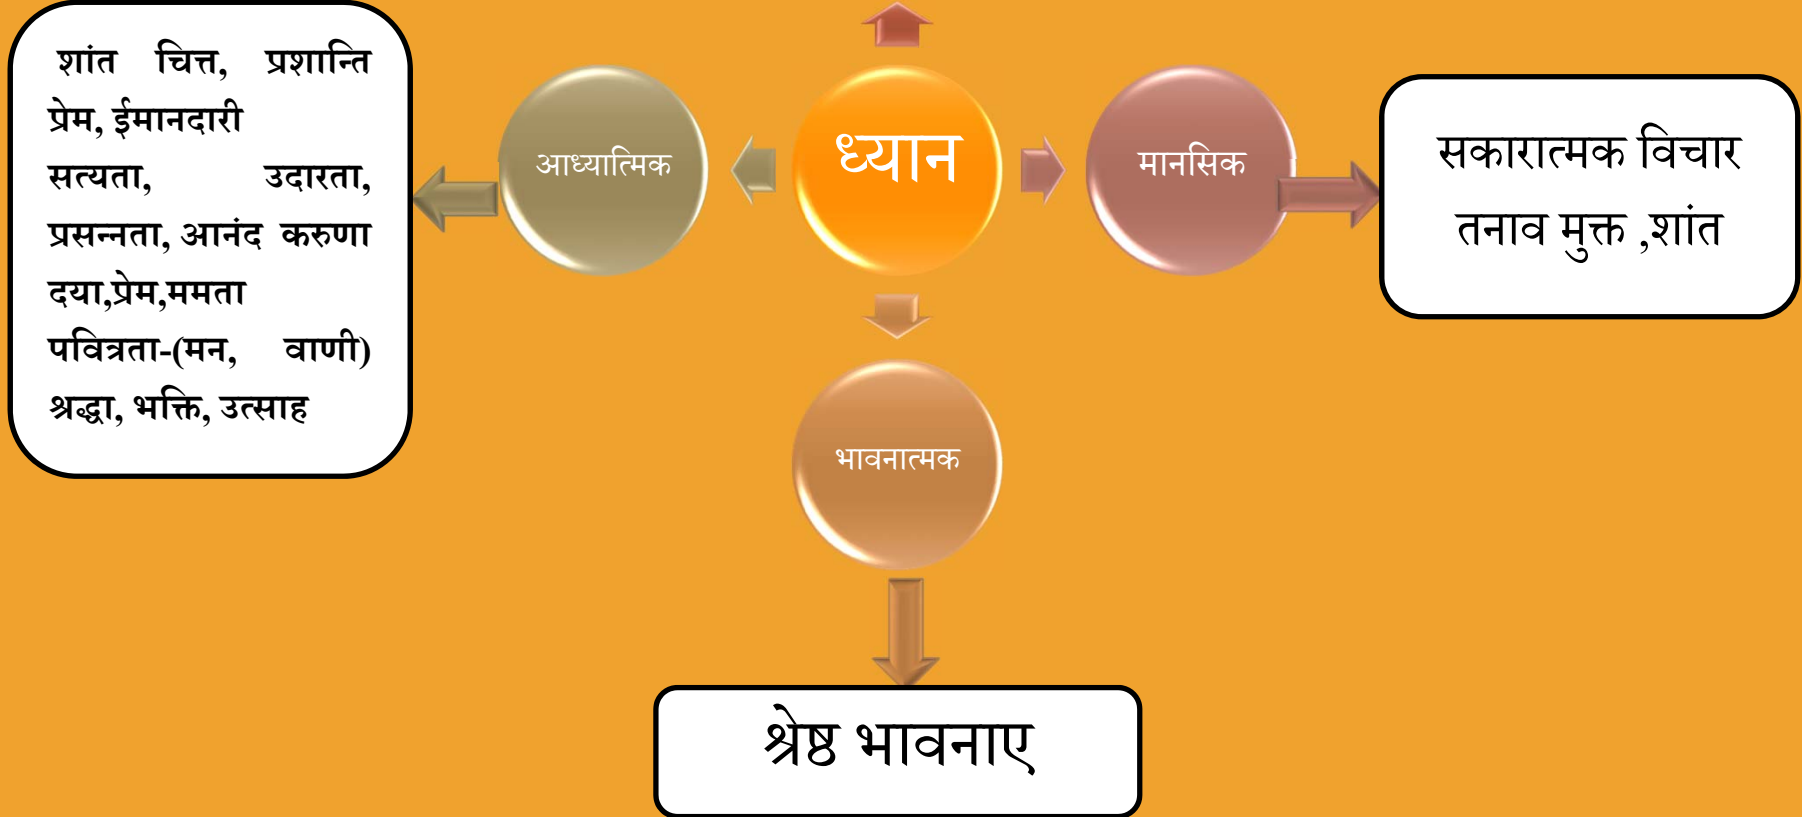 शांत चित्त, प्रशान्ति
प्रेम, ईमानदारी
सत्यता, उदारता,
प्रसन्नता, आनंद करुणा
दया,प्रेम,ममता
पवित्रता-(मन, वाणी)
श्रद्धा, भक्ति, उत्साह
आध्यात्मिक
ध्यान
मानसिक
सकारात्मक विचार
तनाव मुक्त ,शांत
भावनात्मक
श्रेष्ठ भावनाए